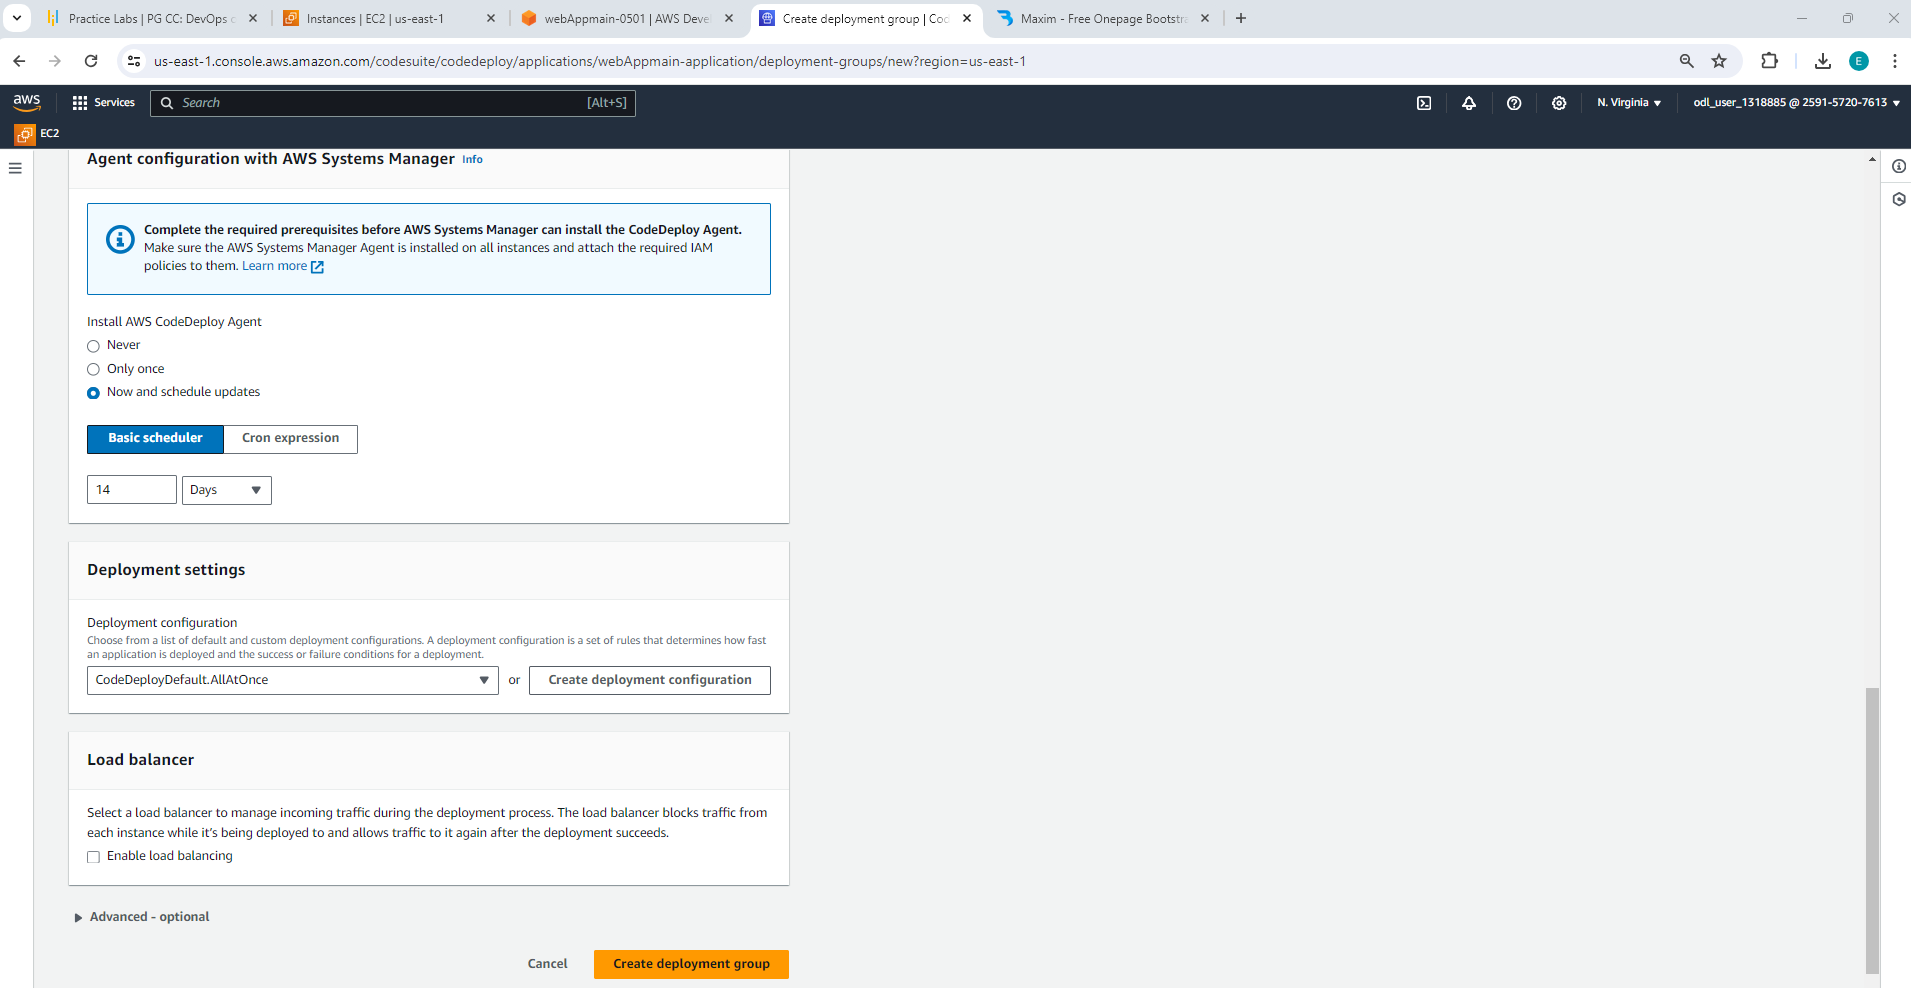 Practice Labs | PG CC: DevOps
Instances | EC2 | us-east-1
webAppmain-0501 | AWS Deve
Create deployment group | Cod
Maxim - Free Onepage Bootstra
us-east-1.console.aws.amazon.com/codesuite/codedeploy/applications/webAppmain-application/deployment-groups/new?region=us-east-1
E
aws
Services
Search
[Alt+S]
N. Virginia
odl_user_1318885 @ 2591-5720-7613
EC2
Agent configuration with AWS Systems Manager Info
Complete the required prerequisites before AWS Systems Manager can install the CodeDeploy Agent.
Make sure the AWS Systems Manager Agent is installed on all instances and attach the required IAM
policies to them. Learn more
Install AWS CodeDeploy Agent
Never
Only once
Now and schedule updates
Basic scheduler
Cron expression
14
Days
Deployment settings
Deployment configuration
Choose from a list of default and custom deployment configurations. A deployment configuration is a set of rules that determines how fast
an application is deployed and the success or failure conditions for a deployment.
CodeDeployDefault.AllAtOnce
or
Create deployment configuration
Load balancer
Select a load balancer to manage incoming traffic during the deployment process. The load balancer blocks traffic from
each instance while it's being deployed to and allows traffic to it again after the deployment succeeds.
Enable load balancing
Advanced - optional
Cancel
Create deployment group